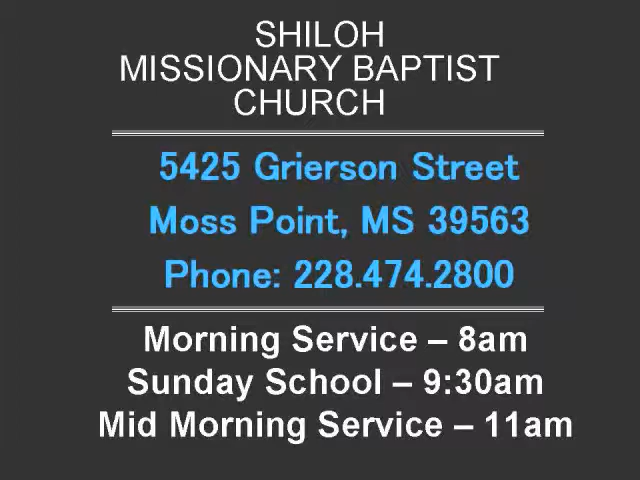 SHILOH
MISSIONARY BAPTIST
CHURCH
5425 Grierson Street
Moss Point, MS 39563
Phone: 228.474.2800
Morning Service – 8am
Sunday School – 9:30am
Mid Morning Service – 11am